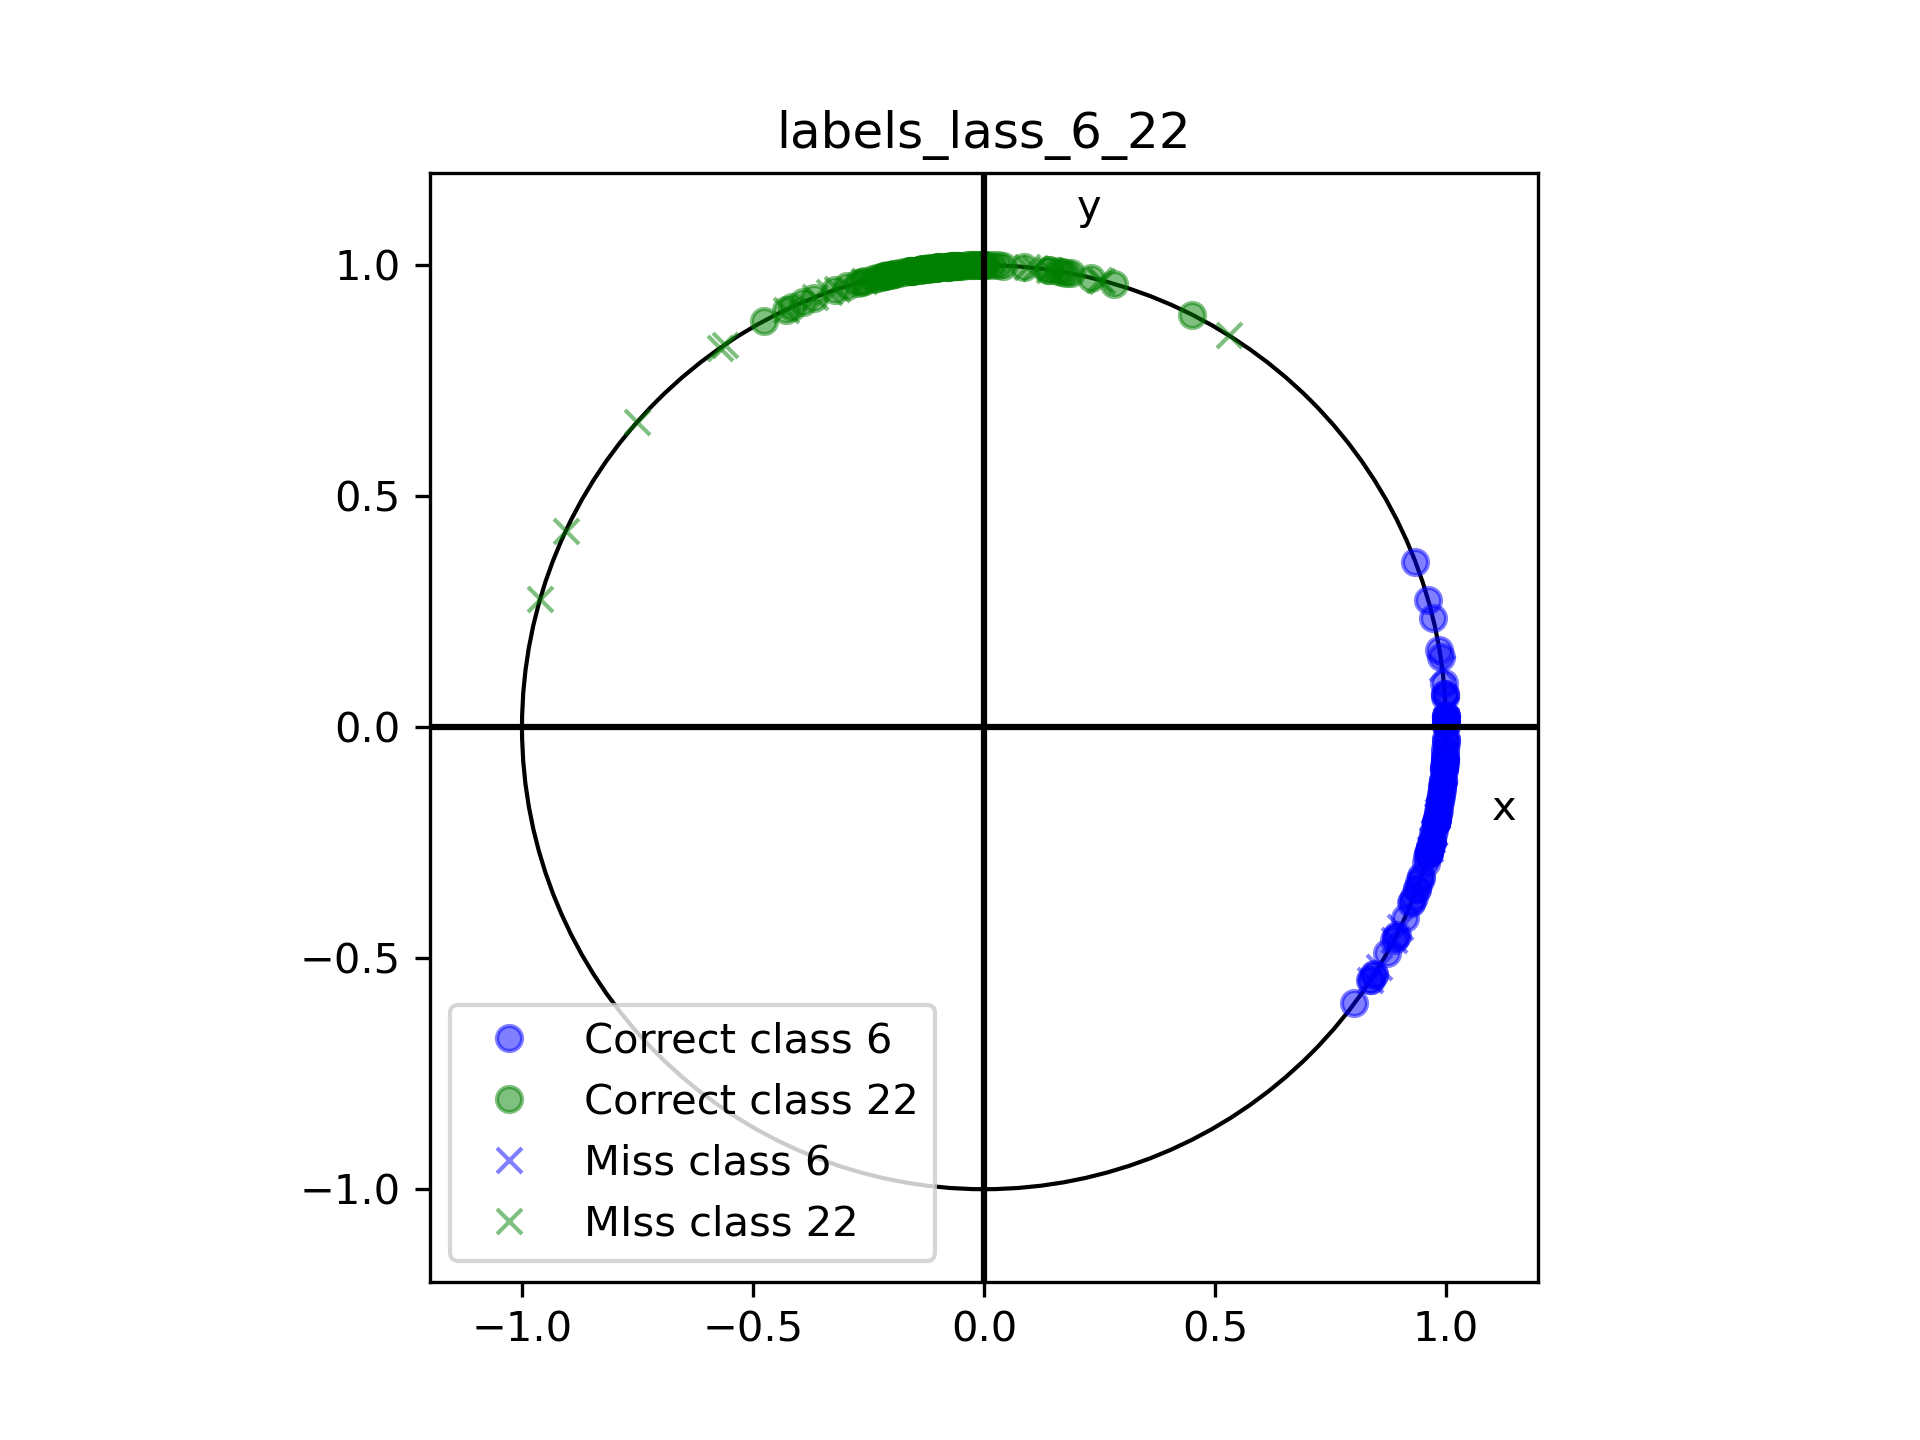 labels_lass_6_22
y
1.0
0.5
0.0
x
−0.5
−1.0
Correct class 6
Correct class 22
Miss class 6
MIss class 22
−1.0 −0.5 0.0 0.5 1.0